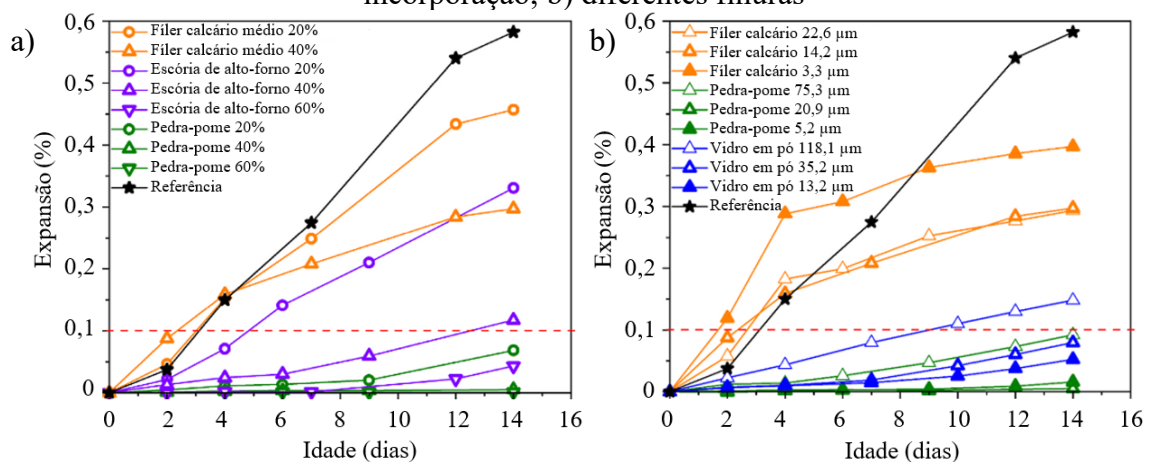 incorporação; b) diferentes finuras
a)
0,6
0,5
0,4
0,3
0,2
0,1
0
Expansão (%)
Fíler calcário médio 20%
Fíler calcário médio 40%
Escória de alto-forno 20%
Escória de alto-forno 40%
Escória de alto-forno 60%
Pedra-pome 20%
Pedra-pome 40%
Pedra-pome 60%
Referência
0 2 4 6 8 10 12 14 16
Idade (dias)
b)
0,6
0,5
0,4
0,3
0,2
0,1
0
Expansão (%)
Fíler calcário 22,6 µm
Fíler calcário 14,2 µm
Fíler calcário 3,3 µm
Pedra-pome 75,3 µm
Pedra-pome 20,9 µm
Pedra-pome 5,2 µm
Vidro em pó 118,1 µm
Vidro em pó 35,2 µm
Vidro em pó 13,2 µm
Referência
0 2 4 6 8 10 12 14 16
Idade (dias)